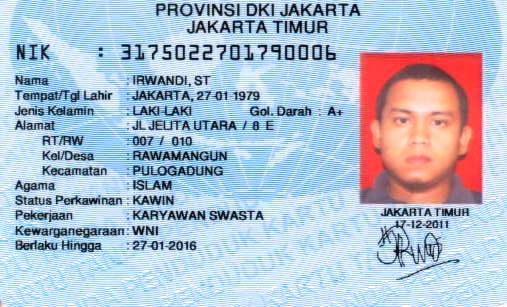 PROVINSI DKI JAKARTA
JAKARTA TIMUR
NIK : 3175022701790006
Nama : IRWANDI, ST
Tempat/Tgl Lahir : JAKARTA, 27-01-1979
Jenis Kelamin : LAKI-LAKI Gol. Darah : A+
Alamat : JL JELITA UTARA / 8 E
RT/RW : 007 / 010
Kel/Desa : RAWAMANGUN
Kecamatan : PULOGADUNG
Agama : ISLAM
Status Perkawinan : KAWIN
Pekerjaan : KARYAWAN SWASTA
Kewarganegaraan : WNI
Berlaku Hingga : 27-01-2016
JAKARTA TIMUR
17-12-2011